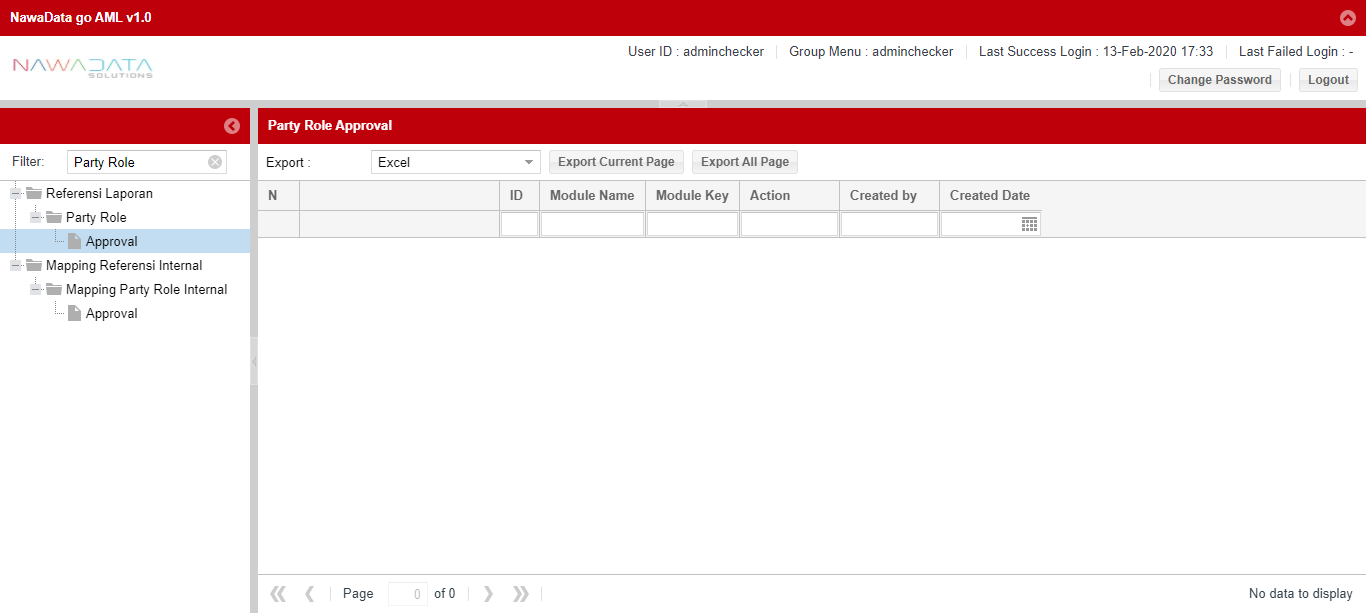 NawaData go AML v1.0
User ID : adminchecker Group Menu : adminchecker Last Success Login : 13-Feb-2020 17:33 Last Failed Login : -
NAWADATA
SOLUTIONS
Change Password Logout
Party Role Approval
Filter: Party Role
Export : Excel Export Current Page Export All Page
Referensi Laporan
Party Role
Approval
Mapping Referensi Internal
Mapping Party Role Internal
Approval
N ID Module Name Module Key Action Created by Created Date
Page 0 of 0 No data to display